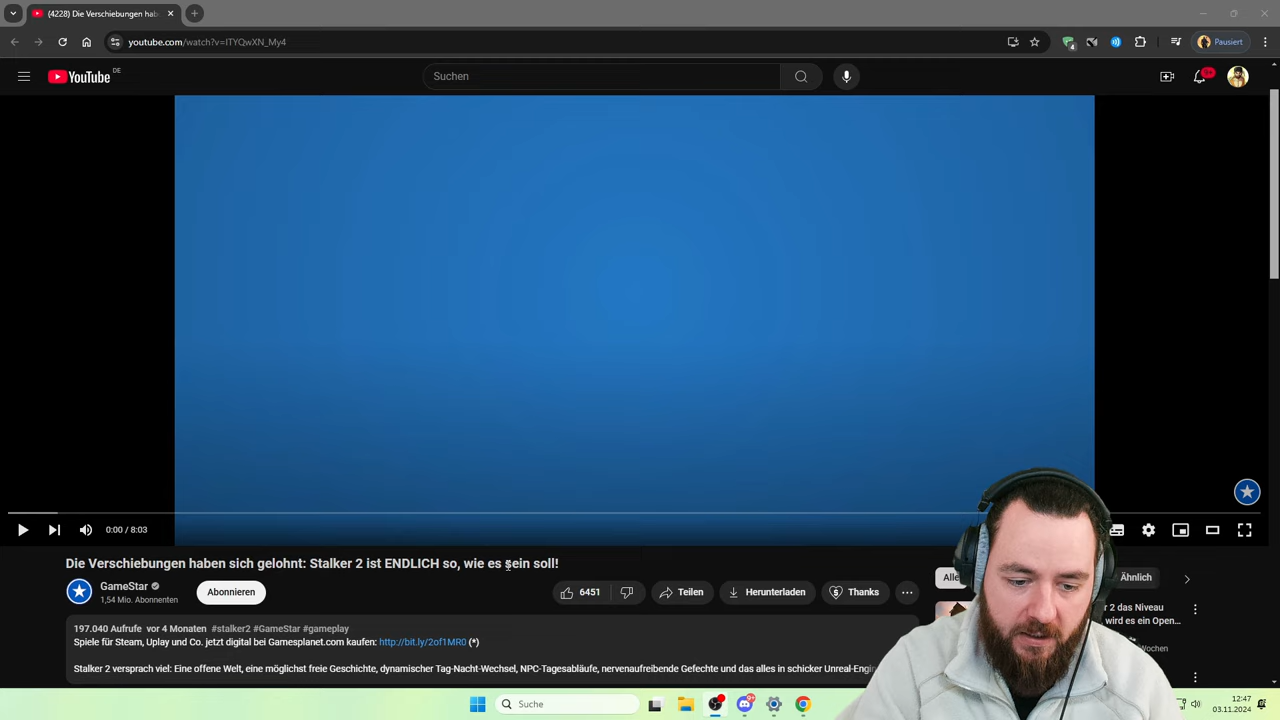 (4228) Die Verschiebungen hab
youtube.com/watch?v=ITYQwXN_My4
4
Pausiert
YouTube DE
Suchen
9+
0:00 / 8:03
Die Verschiebungen haben sich gelohnt: Stalker 2 ist ENDLICH so, wie es sein soll!
GameStar
1,54 Mio. Abonnenten
Abonnieren
6451
Teilen
Herunterladen
Thanks
Alle
Ähnlich
2 das Niveau
wird es ein Open...
Wochen
197.040 Aufrufe vor 4 Monaten #stalker2 #GameStar #gameplay
Spiele für Steam, Uplay und Co. jetzt digital bei Gamesplanet.com kaufen: http://bit.ly/2of1MR0 (*)
Stalker 2 versprach viel: Eine offene Welt, eine möglichst freie Geschichte, dynamischer Tag-Nacht-Wechsel, NPC-Tagesabläufe, nervenaufreibende Gefechte und das alles in schicker Unreal-Engin
Suche
9+
12:47
03.11.2024